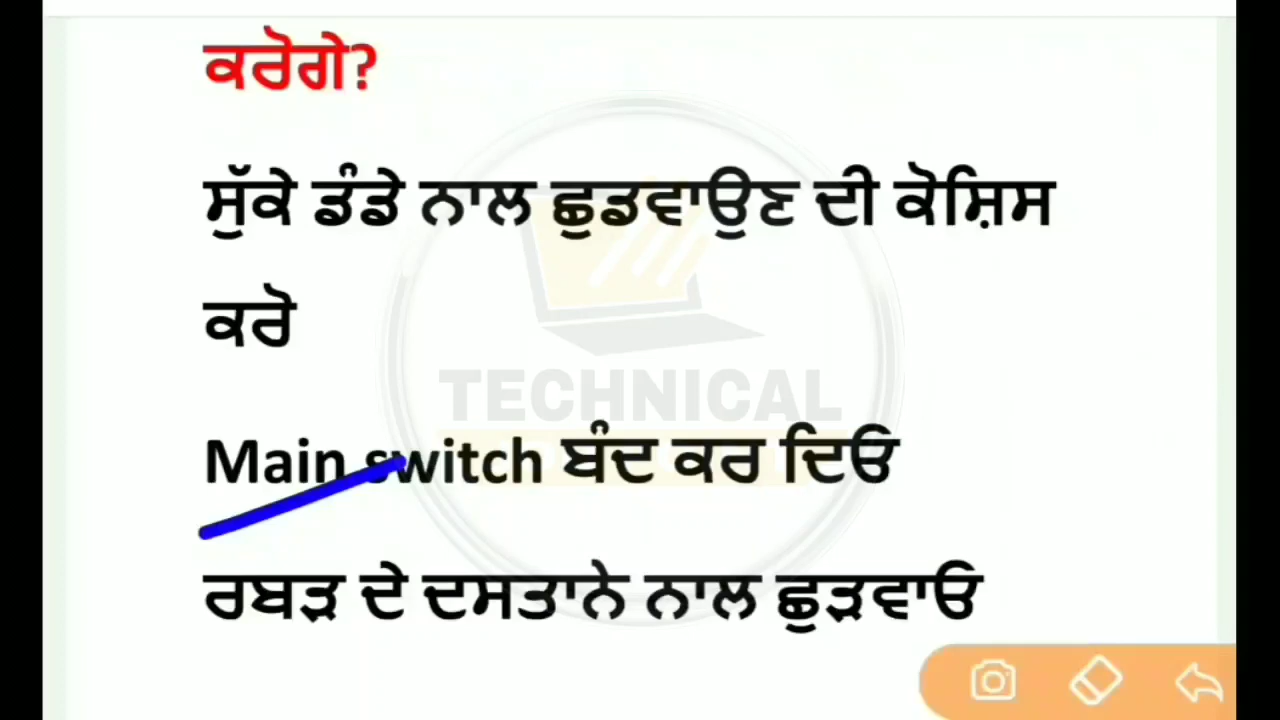 ਕਰੋਗੇ?
ਸੁੱਕੇ ਡੰਡੇ ਨਾਲ ਛੁਡਵਾਉਣ ਦੀ ਕੋਸ਼ਿਸ
ਕਰੋ
TECHNICAL
Main switch ਬੰਦ ਕਰ ਦਿਓ
ਰਬੜ ਦੇ ਦਸਤਾਨੇ ਨਾਲ ਛੁੜਵਾਓ